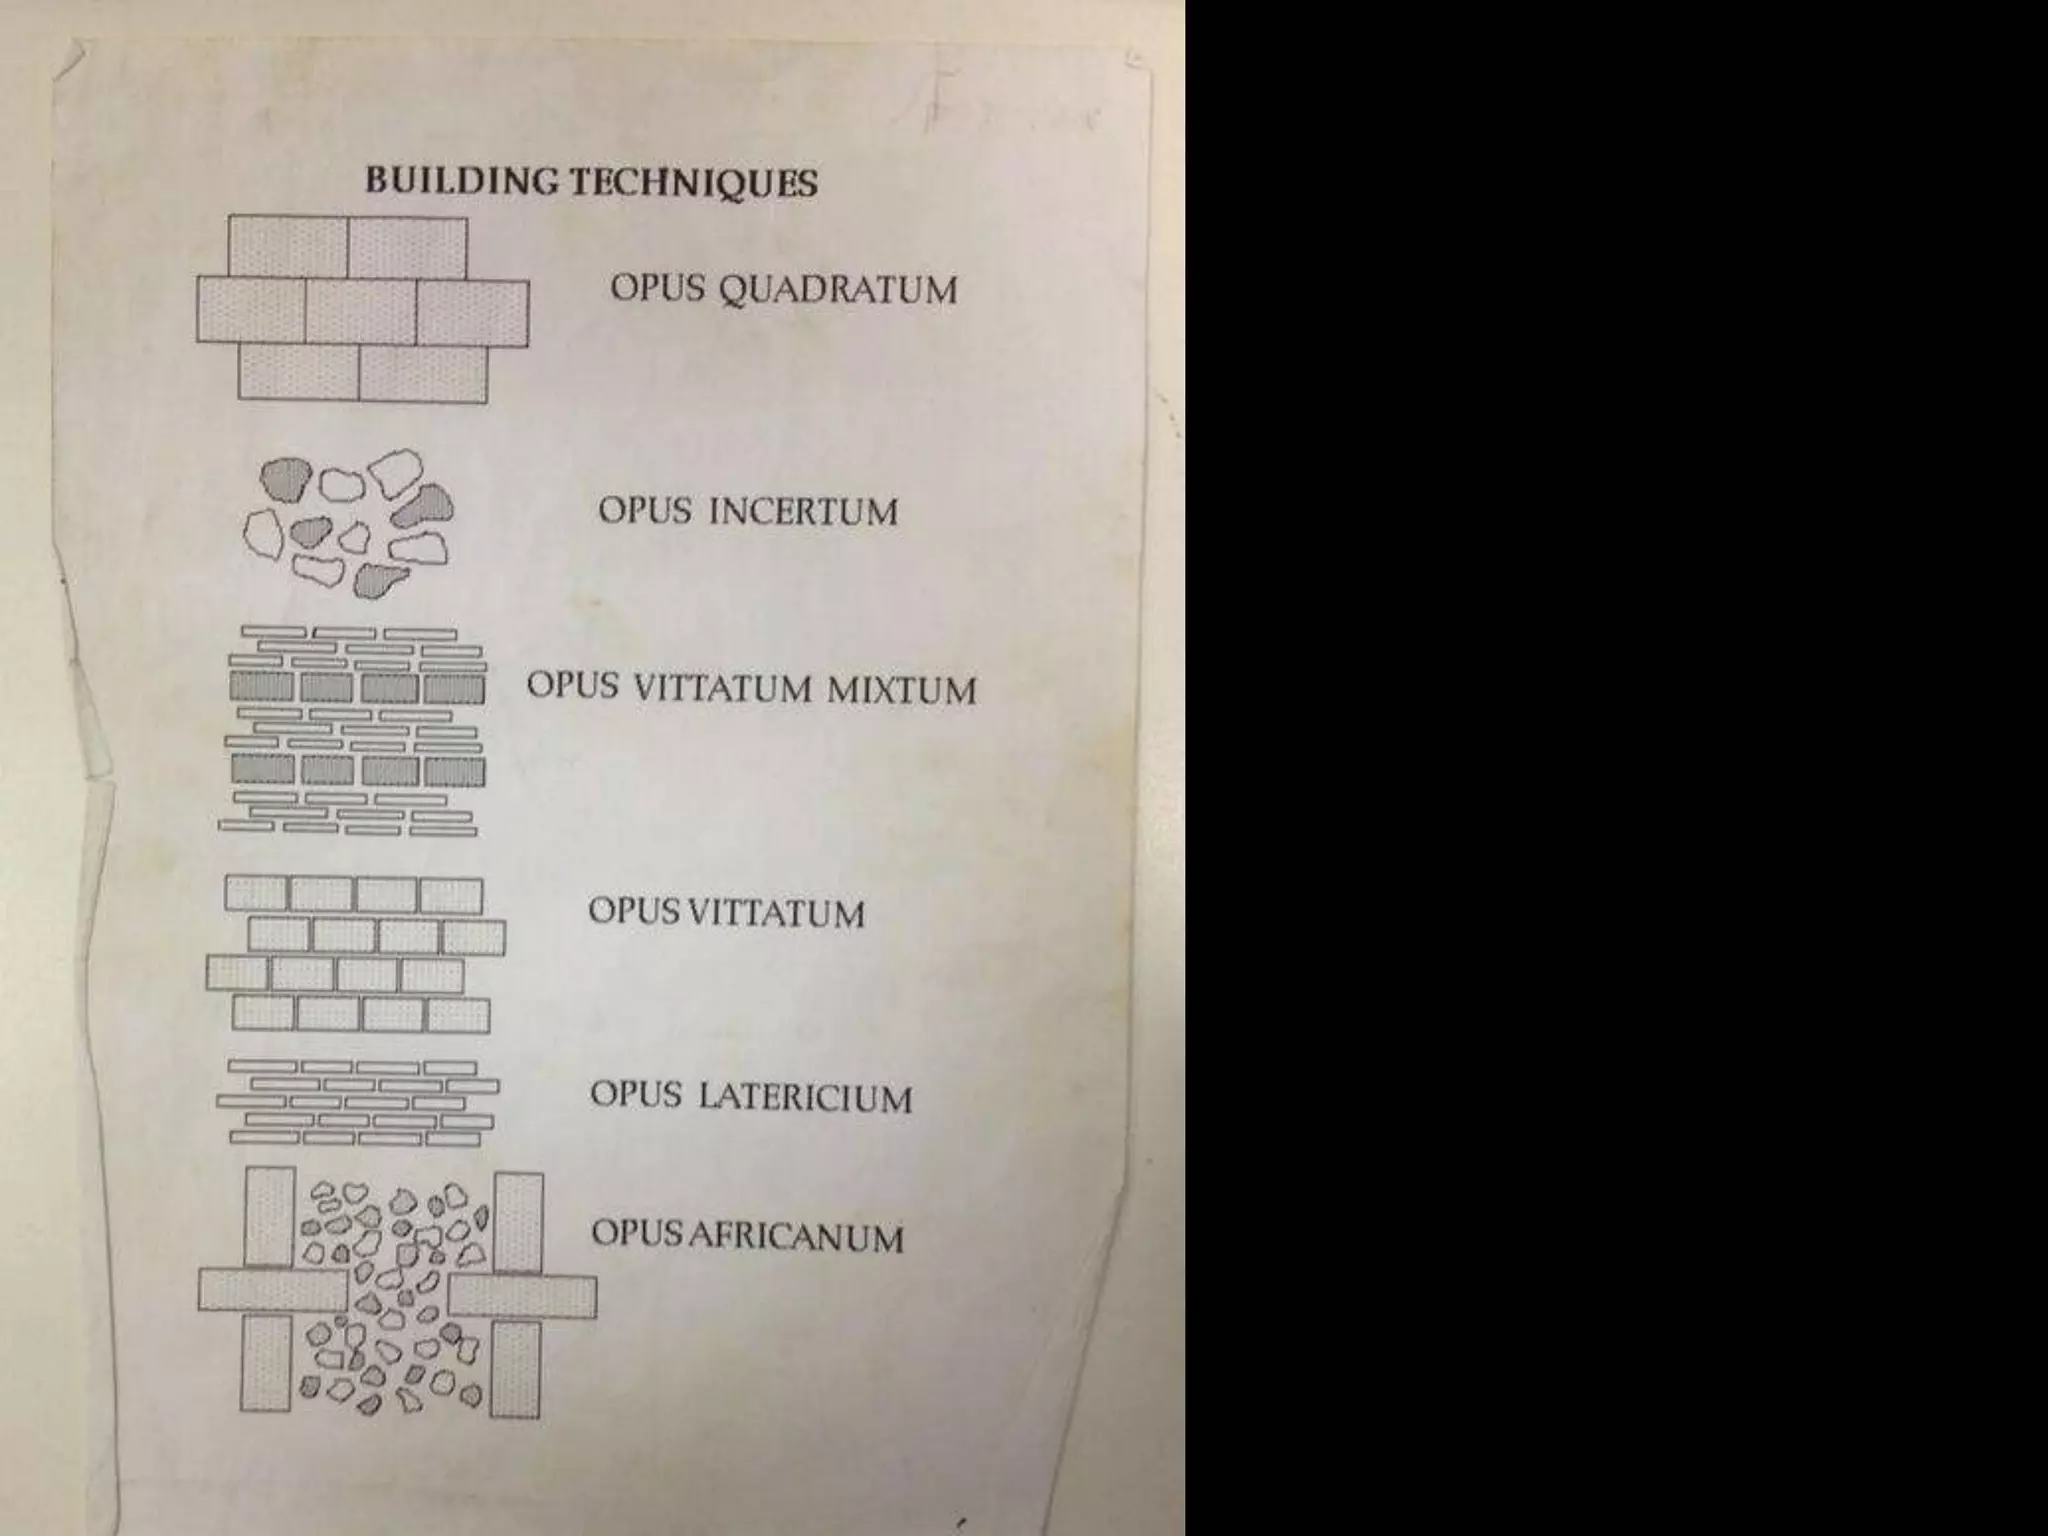 BUILDING TECHNIQUES
OPUS QUADRATUM
OPUS INCERTUM
OPUS VITTATUM MIXTUM
OPUS VITTATUM
OPUS LATERICIUM
OPUS AFRICANUM